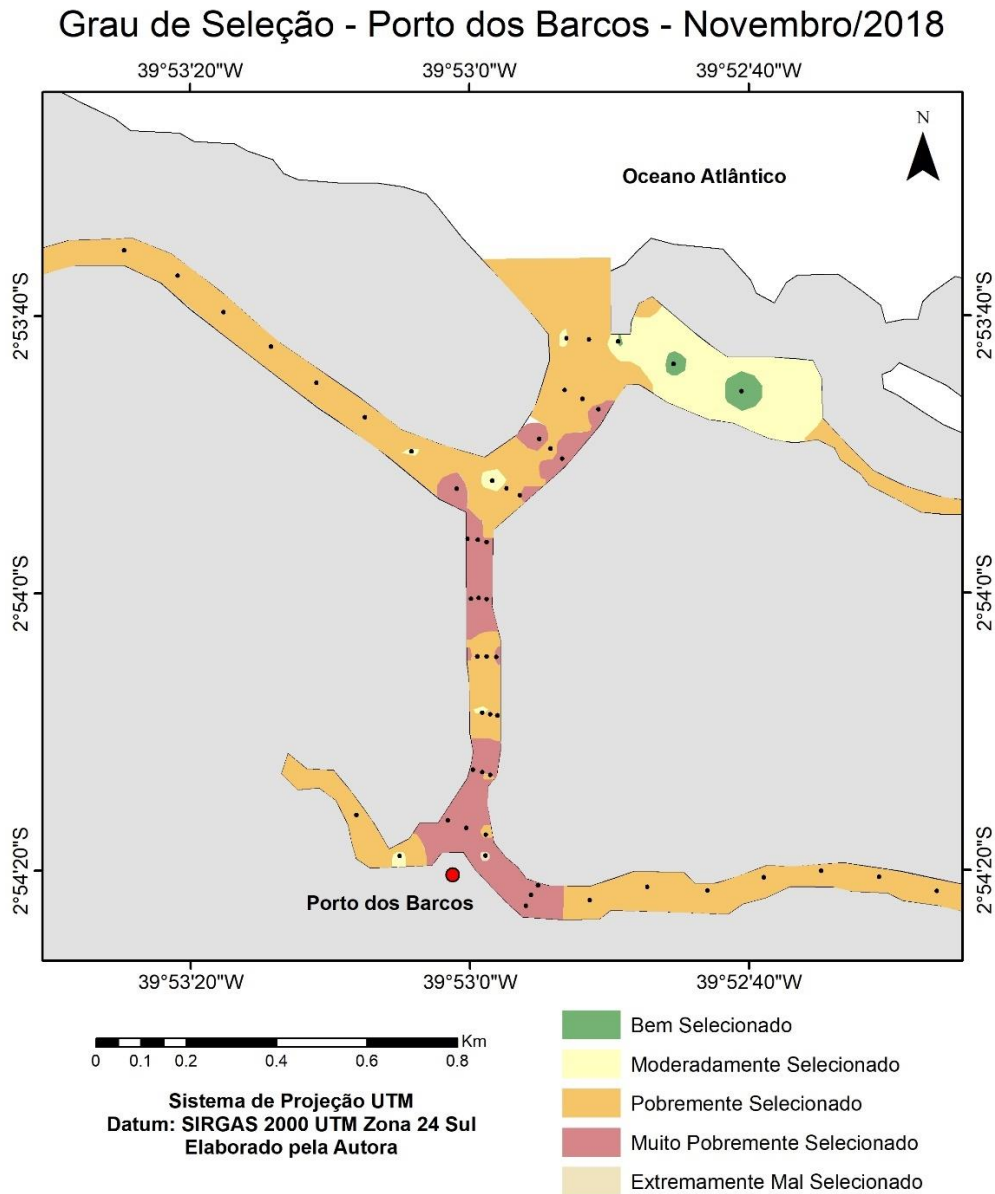 Grau de Seleção - Porto dos Barcos - Novembro/2018
39°53'20"W 39°53'0"W 39°52'40"W
N
Oceano Atlântico
2°53'40"S 2°53'40"S
2°54'0"S 2°54'0"S
2°54'20"S 2°54'20"S
Porto dos Barcos
39°53'20"W 39°53'0"W 39°52'40"W
Km
0 0.1 0.2 0.4 0.6 0.8
Sistema de Projeção UTM
Datum: SIRGAS 2000 UTM Zona 24 Sul
Elaborado pela Autora
Bem Selecionado
Moderadamente Selecionado
Pobremente Selecionado
Muito Pobremente Selecionado
Extremamente Mal Selecionado